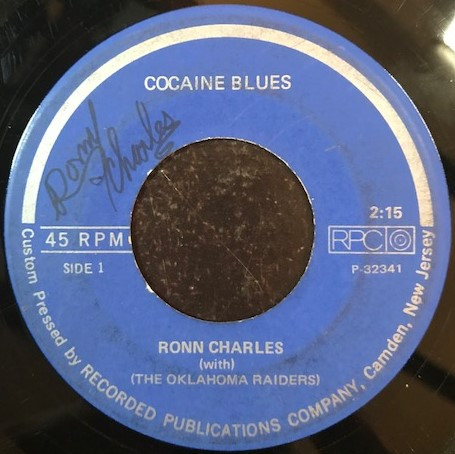 COCAINE BLUES
Ronn
Charles
2:15
45 RPM
RPC
SIDE 1
P-32341
RONN CHARLES
(with)
(THE OKLAHOMA RAIDERS)
Custom Pressed by RECORDED PUBLICATIONS COMPANY, Camden, New Jersey